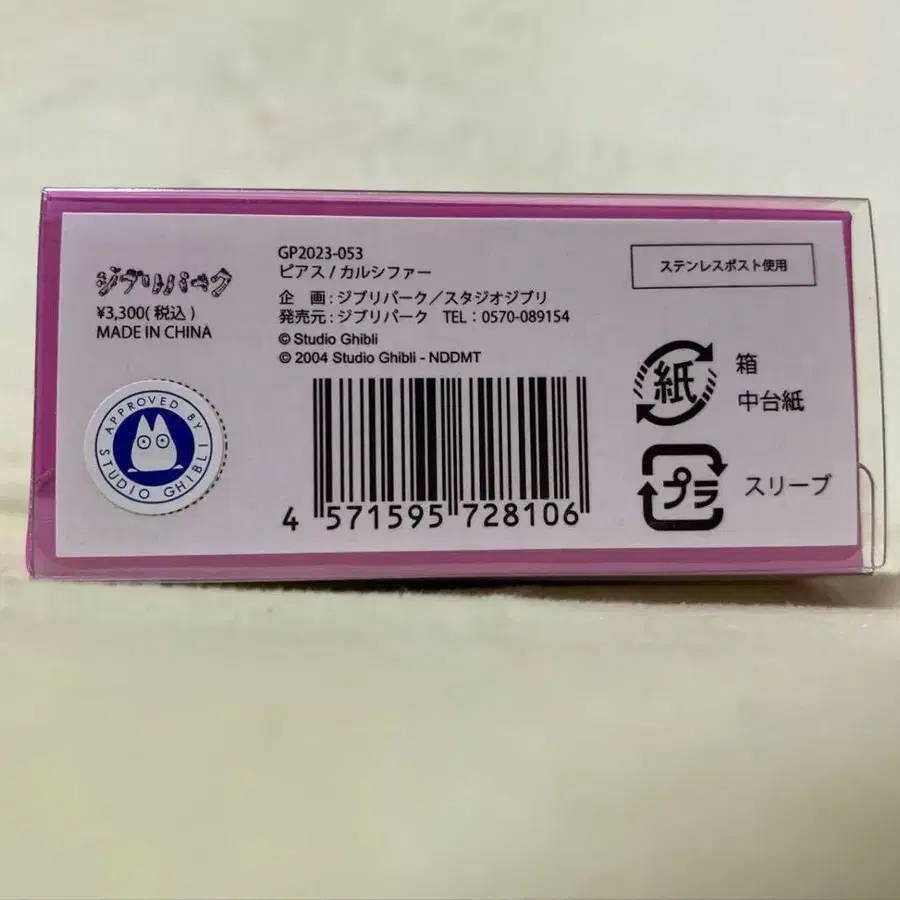 ジブリパーク
¥3,300(税込)
MADE IN CHINA
APPROVED BY
STUDIO GHIBLI
GP2023-053
ピアス/カルシファー
企　画:ジブリパーク/スタジオジブリ
発売元:ジブリパーク　TEL:0570-089154
© Studio Ghibli
© 2004 Studio Ghibli - NDDMT
4 571595 728106
ステンレスポスト使用
紙
箱
中台紙
プラ
スリーブ